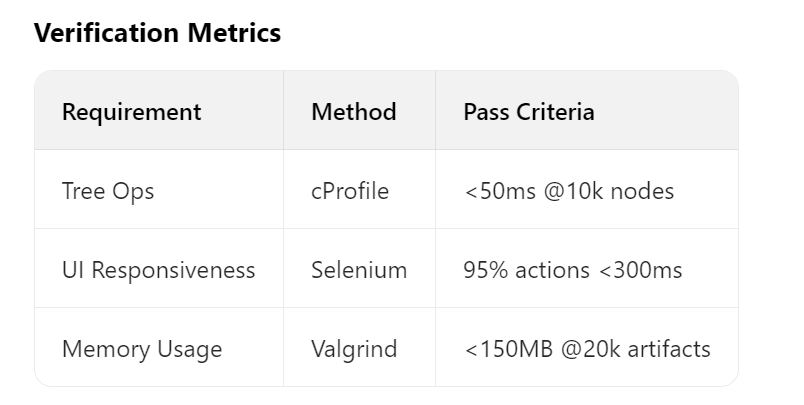 Verification Metrics
Requirement Method Pass Criteria
Tree Ops cProfile <50ms @10k nodes
UI Responsiveness Selenium 95% actions <300ms
Memory Usage Valgrind <150MB @20k artifacts